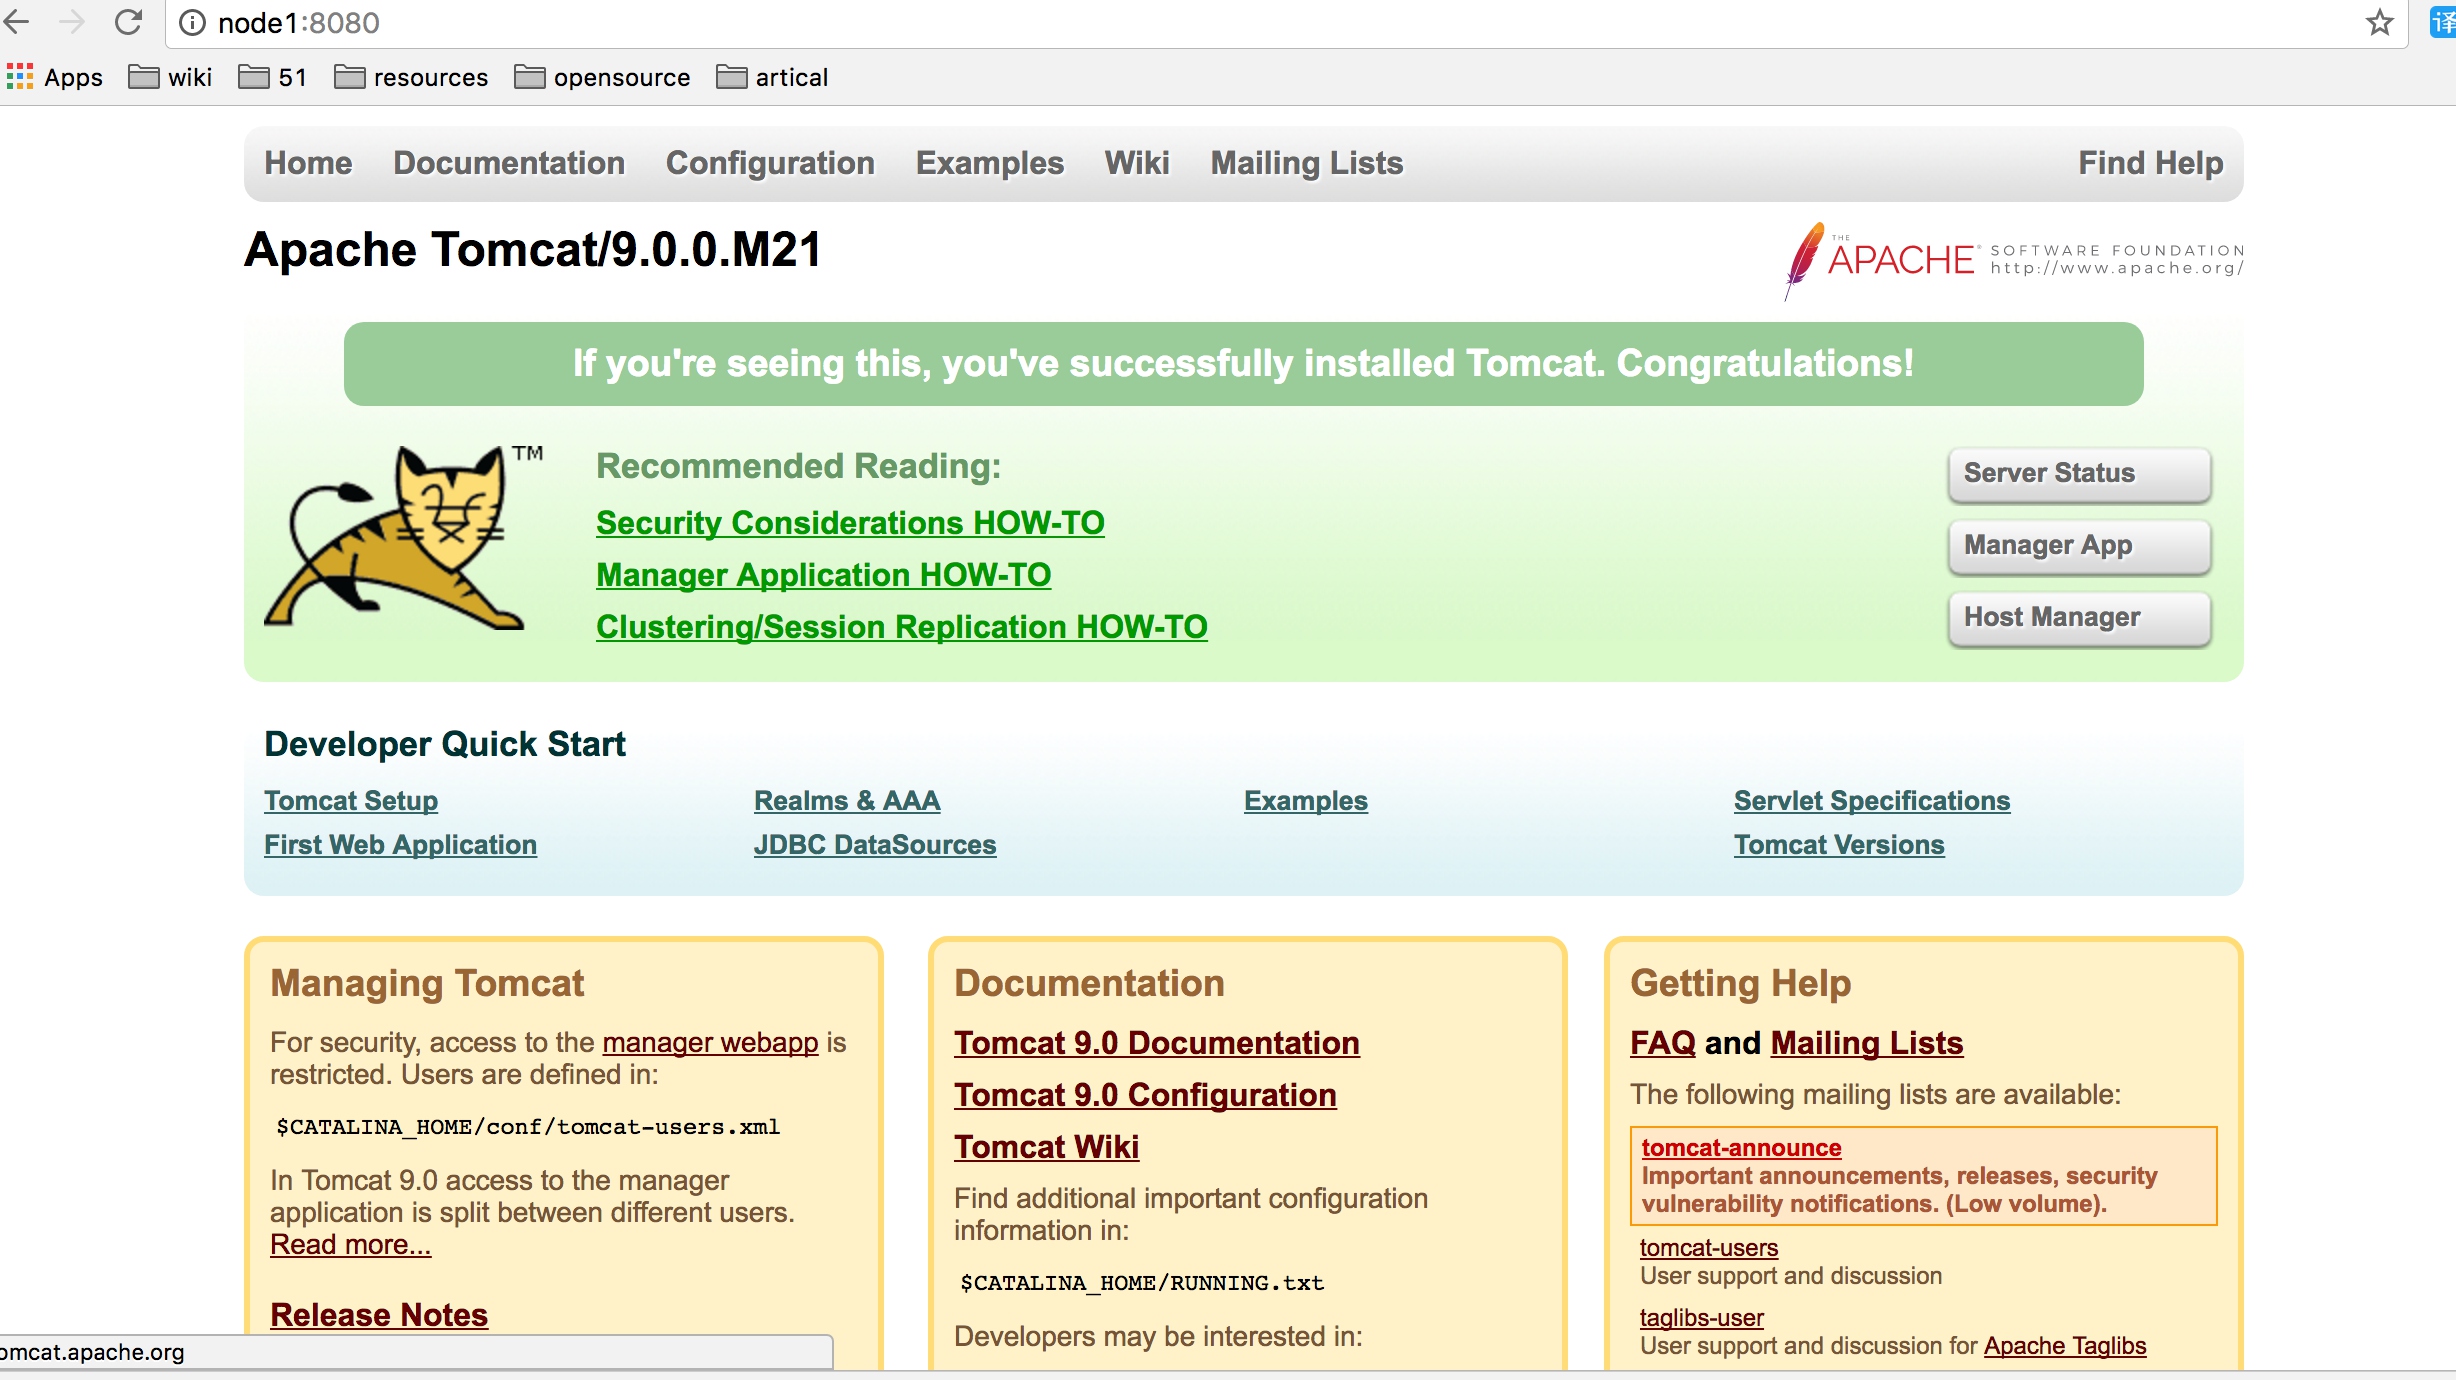 node1:8080
译
Apps wiki 51 resources opensource artical
Home Documentation Configuration Examples Wiki Mailing Lists Find Help
Apache Tomcat/9.0.0.M21
THE APACHE® SOFTWARE FOUNDATION
http://www.apache.org/
If you're seeing this, you've successfully installed Tomcat. Congratulations!
TM
Recommended Reading:
Security Considerations HOW-TO
Manager Application HOW-TO
Clustering/Session Replication HOW-TO
Server Status
Manager App
Host Manager
Developer Quick Start
Tomcat Setup
First Web Application
Realms & AAA
JDBC DataSources
Examples
Servlet Specifications
Tomcat Versions
Managing Tomcat
For security, access to the manager webapp is
restricted. Users are defined in:
$CATALINA_HOME/conf/tomcat-users.xml
In Tomcat 9.0 access to the manager
application is split between different users.
Read more...
Release Notes
Documentation
Tomcat 9.0 Documentation
Tomcat 9.0 Configuration
Tomcat Wiki
Find additional important configuration
information in:
$CATALINA_HOME/RUNNING.txt
Developers may be interested in:
Getting Help
FAQ and Mailing Lists
The following mailing lists are available:
tomcat-announce
Important announcements, releases, security
vulnerability notifications. (Low volume).
tomcat-users
User support and discussion
taglibs-user
User support and discussion for Apache Taglibs
omcat.apache.org